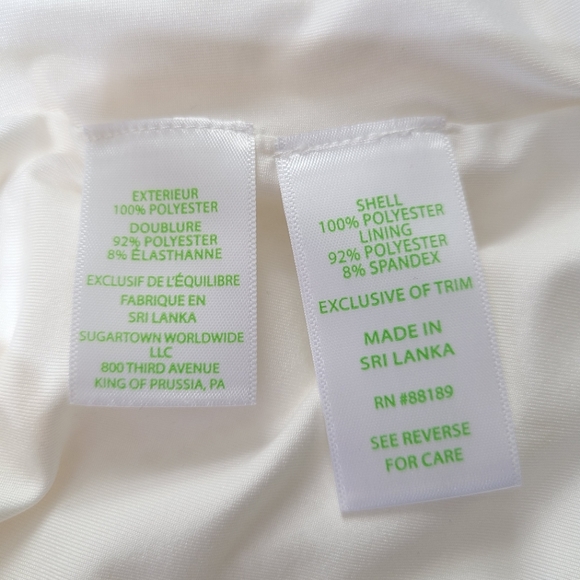 EXTERIEUR
100% POLYESTER
DOUBLURE
92% POLYESTER
8% ÉLASTHANNE
EXCLUSIF DE L'ÉQUILIBRE
FABRIQUE EN
SRI LANKA
SUGARTOWN WORLDWIDE
LLC
800 THIRD AVENUE
KING OF PRUSSIA, PA
SHELL
100% POLYESTER
LINING
92% POLYESTER
8% SPANDEX
EXCLUSIVE OF TRIM
MADE IN
SRI LANKA
RN #88189
SEE REVERSE
FOR CARE